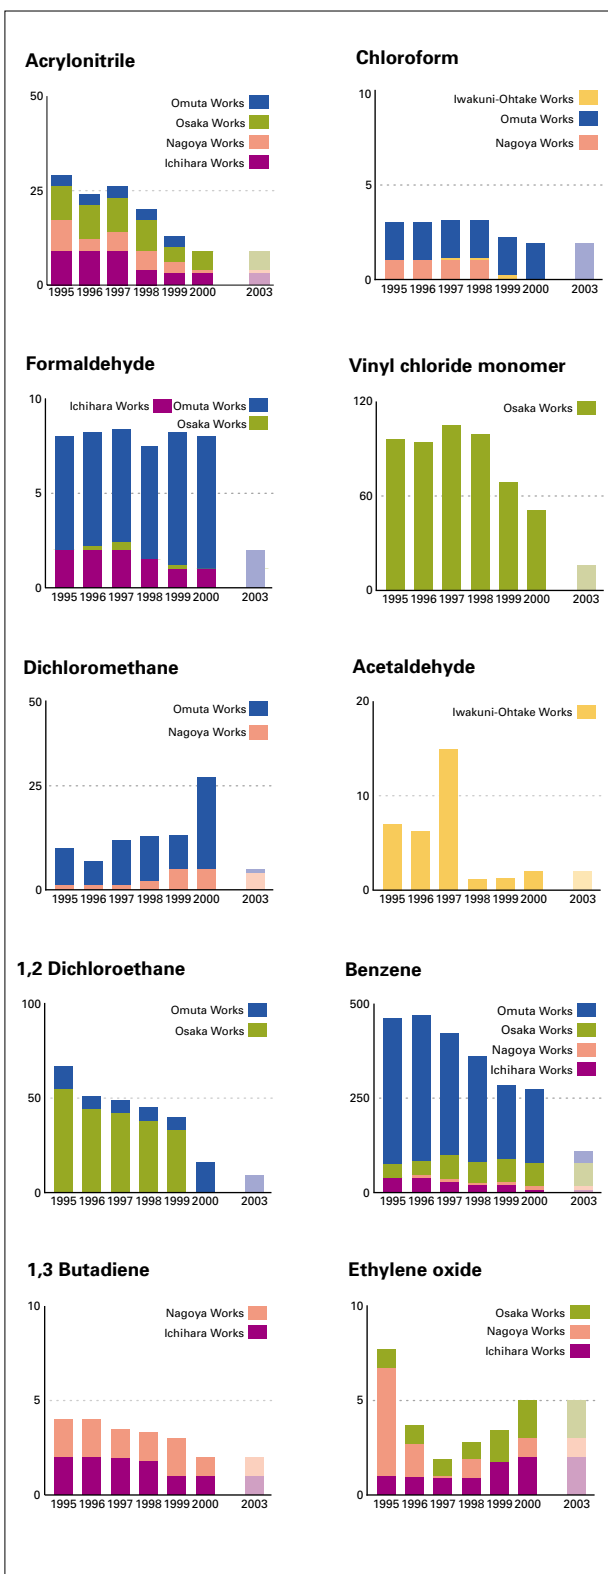 Acrylonitrile
50
25
0
Omuta Works
Osaka Works
Nagoya Works
Ichihara Works
1995 1996 1997 1998 1999 2000 2003
Chloroform
10
5
0
Iwakuni-Ohtake Works
Omuta Works
Nagoya Works
1995 1996 1997 1998 1999 2000 2003
Formaldehyde
10
5
0
Ichihara Works Omuta Works
Osaka Works
1995 1996 1997 1998 1999 2000 2003
Vinyl chloride monomer
120
60
0
Osaka Works
1995 1996 1997 1998 1999 2000 2003
Dichloromethane
50
25
0
Omuta Works
Nagoya Works
1995 1996 1997 1998 1999 2000 2003
Acetaldehyde
20
10
0
Iwakuni-Ohtake Works
1995 1996 1997 1998 1999 2000 2003
1,2 Dichloroethane
100
50
0
Omuta Works
Osaka Works
1995 1996 1997 1998 1999 2000 2003
Benzene
500
250
0
Omuta Works
Osaka Works
Nagoya Works
Ichihara Works
1995 1996 1997 1998 1999 2000 2003
1,3 Butadiene
10
5
0
Nagoya Works
Ichihara Works
1995 1996 1997 1998 1999 2000 2003
Ethylene oxide
10
5
0
Osaka Works
Nagoya Works
Ichihara Works
1995 1996 1997 1998 1999 2000 2003